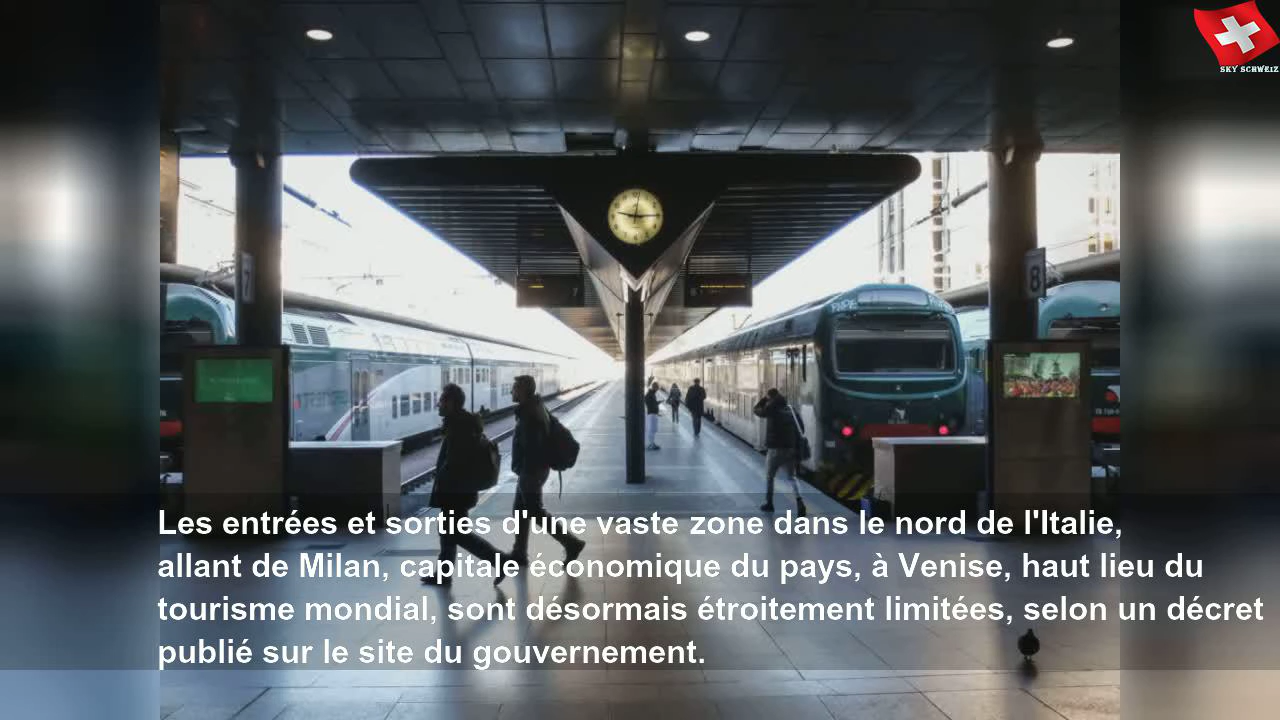 SKY SCHWEIZ
7
8
Les entrées et sorties d'une vaste zone dans le nord de l'Italie,
allant de Milan, capitale économique du pays, à Venise, haut lieu du
tourisme mondial, sont désormais étroitement limitées, selon un décret
publié sur le site du gouvernement.